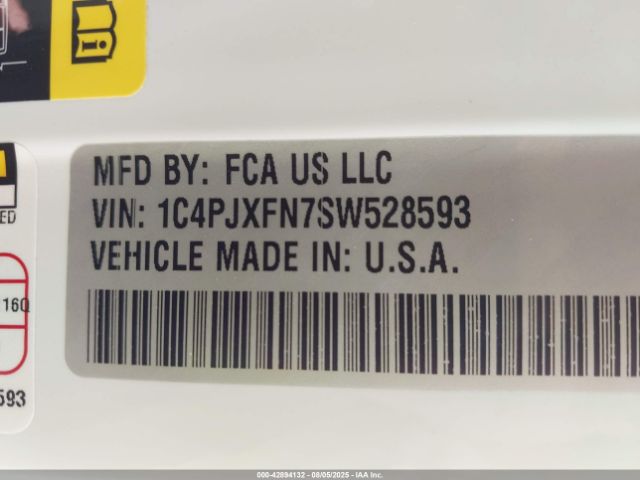 MFD BY: FCA US LLC
VIN: 1C4PJXFN7SW528593
VEHICLE MADE IN: U.S.A.
ED
160
593
000-42894132 - 08/05/2025 - IAA Inc.